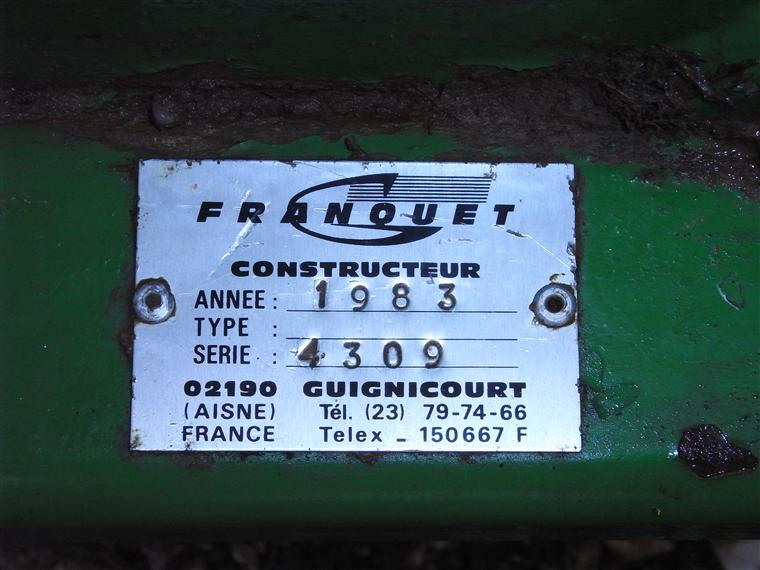 FRANQUET
CONSTRUCTEUR
ANNEE : 1983
TYPE :
SERIE : 4309
02190 GUIGNICOURT
(AISNE) Tél. (23) 79-74-66
FRANCE Telex _ 150667 F